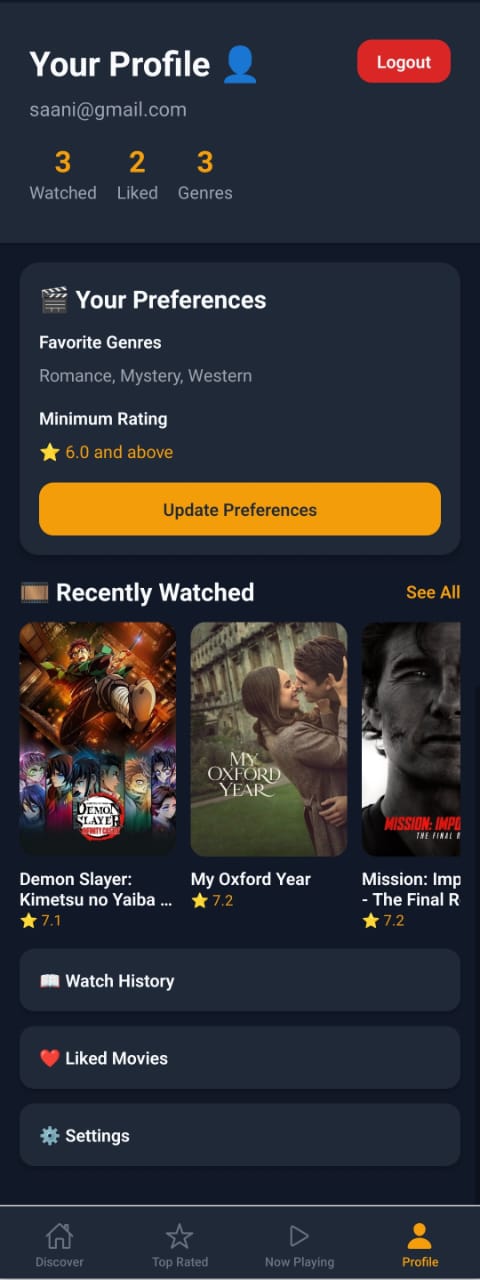 Your Profile 👤
Logout
saani@gmail.com
3 2 3
Watched Liked Genres
🎬 Your Preferences
Favorite Genres
Romance, Mystery, Western
Minimum Rating
⭐ 6.0 and above
Update Preferences
🎞️ Recently Watched
See All
DEMON
SLAYER
INFINITY CASTLE
MY
OXFORD
YEAR
MISSION: IMPO
THE FINAL R
Demon Slayer:
Kimetsu no Yaiba ...
⭐ 7.1
My Oxford Year
⭐ 7.2
Mission: Imp
- The Final R
⭐ 7.2
📖 Watch History
❤️ Liked Movies
⚙️ Settings
Discover Top Rated Now Playing Profile